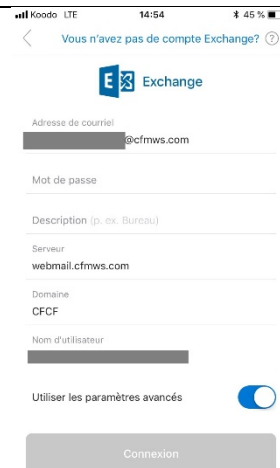 Koodo LTE 14:54 45 %
Vous n'avez pas de compte Exchange? ?
E Exchange
Adresse de courriel
@cfmws.com
Mot de passe
Description (p. ex. Bureau)
Serveur
webmail.cfmws.com
Domaine
CFCF
Nom d'utilisateur
Utiliser les paramètres avancés
Connexion